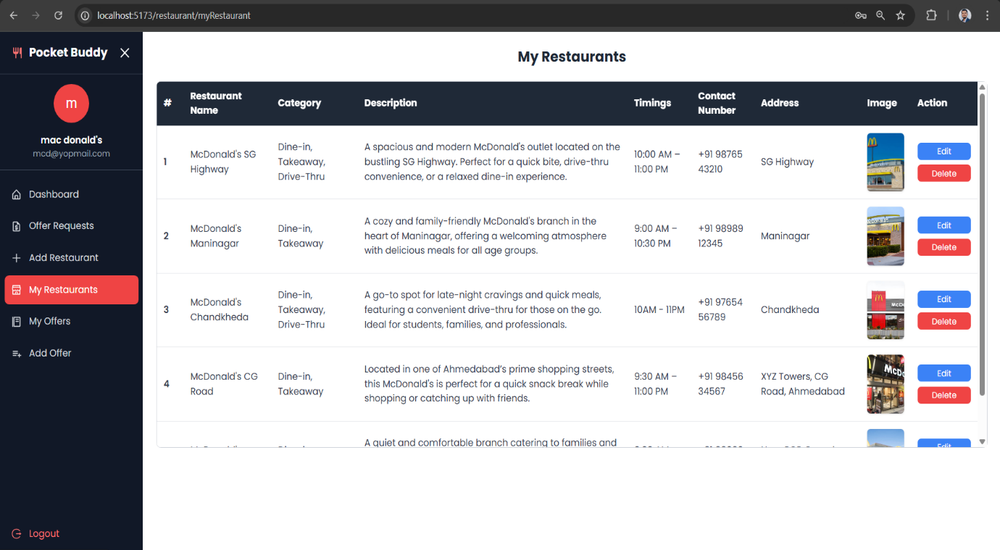 localhost:5173/restaurant/myRestaurant
Pocket Buddy
m
mac donald's
mcd@yopmail.com
Dashboard
Offer Requests
Add Restaurant
My Restaurants
My Offers
Add Offer
Logout
My Restaurants
# Restaurant Name Category Description Timings Contact Number Address Image Action
1
McDonald's SG
Highway
Dine-in,
Takeaway,
Drive-Thru
A spacious and modern McDonald's outlet located on the
bustling SG Highway. Perfect for a quick bite, drive-thru
convenience, or a relaxed dine-in experience.
10:00 AM –
11:00 PM
+91 98765
43210
SG Highway
Edit
Delete
2
McDonald's
Maninagar
Dine-in,
Takeaway
A cozy and family-friendly McDonald's branch in the
heart of Maninagar, offering a welcoming atmosphere
with delicious meals for all age groups.
9:00 AM –
10:30 PM
+91 98989
12345
Maninagar
Edit
Delete
3
McDonald's
Chandkheda
Dine-in,
Takeaway,
Drive-Thru
A go-to spot for late-night cravings and quick meals,
featuring a convenient drive-thru for those on the go.
Ideal for students, families, and professionals.
10AM - 11PM
+91 97654
56789
Chandkheda
Edit
Delete
4
McDonald's CG
Road
Dine-in,
Takeaway
Located in one of Ahmedabad’s prime shopping streets,
this McDonald's is perfect for a quick snack break while
shopping or catching up with friends.
9:30 AM –
11:00 PM
+91 98456
34567
XYZ Towers, CG
Road, Ahmedabad
Edit
Delete
A quiet and comfortable branch catering to families and
Edit